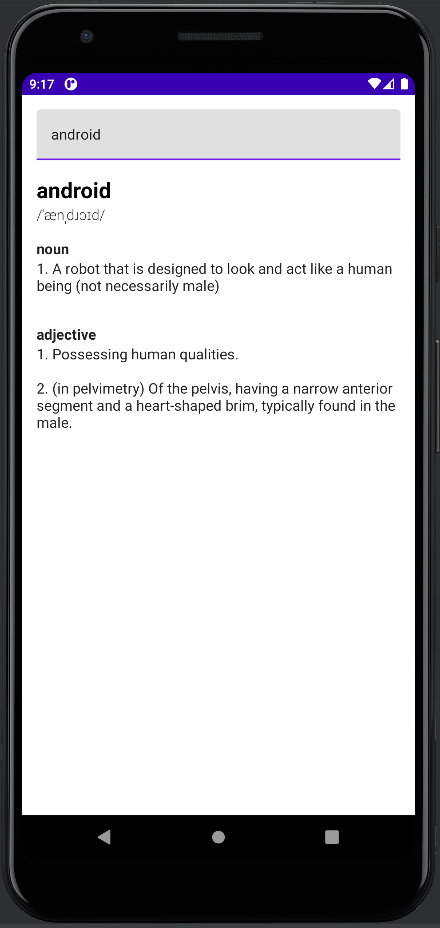 9:17
android
android
/ˈænˌdɹɔɪd/
noun
1. A robot that is designed to look and act like a human
being (not necessarily male)
adjective
1. Possessing human qualities.
2. (in pelvimetry) Of the pelvis, having a narrow anterior
segment and a heart-shaped brim, typically found in the
male.